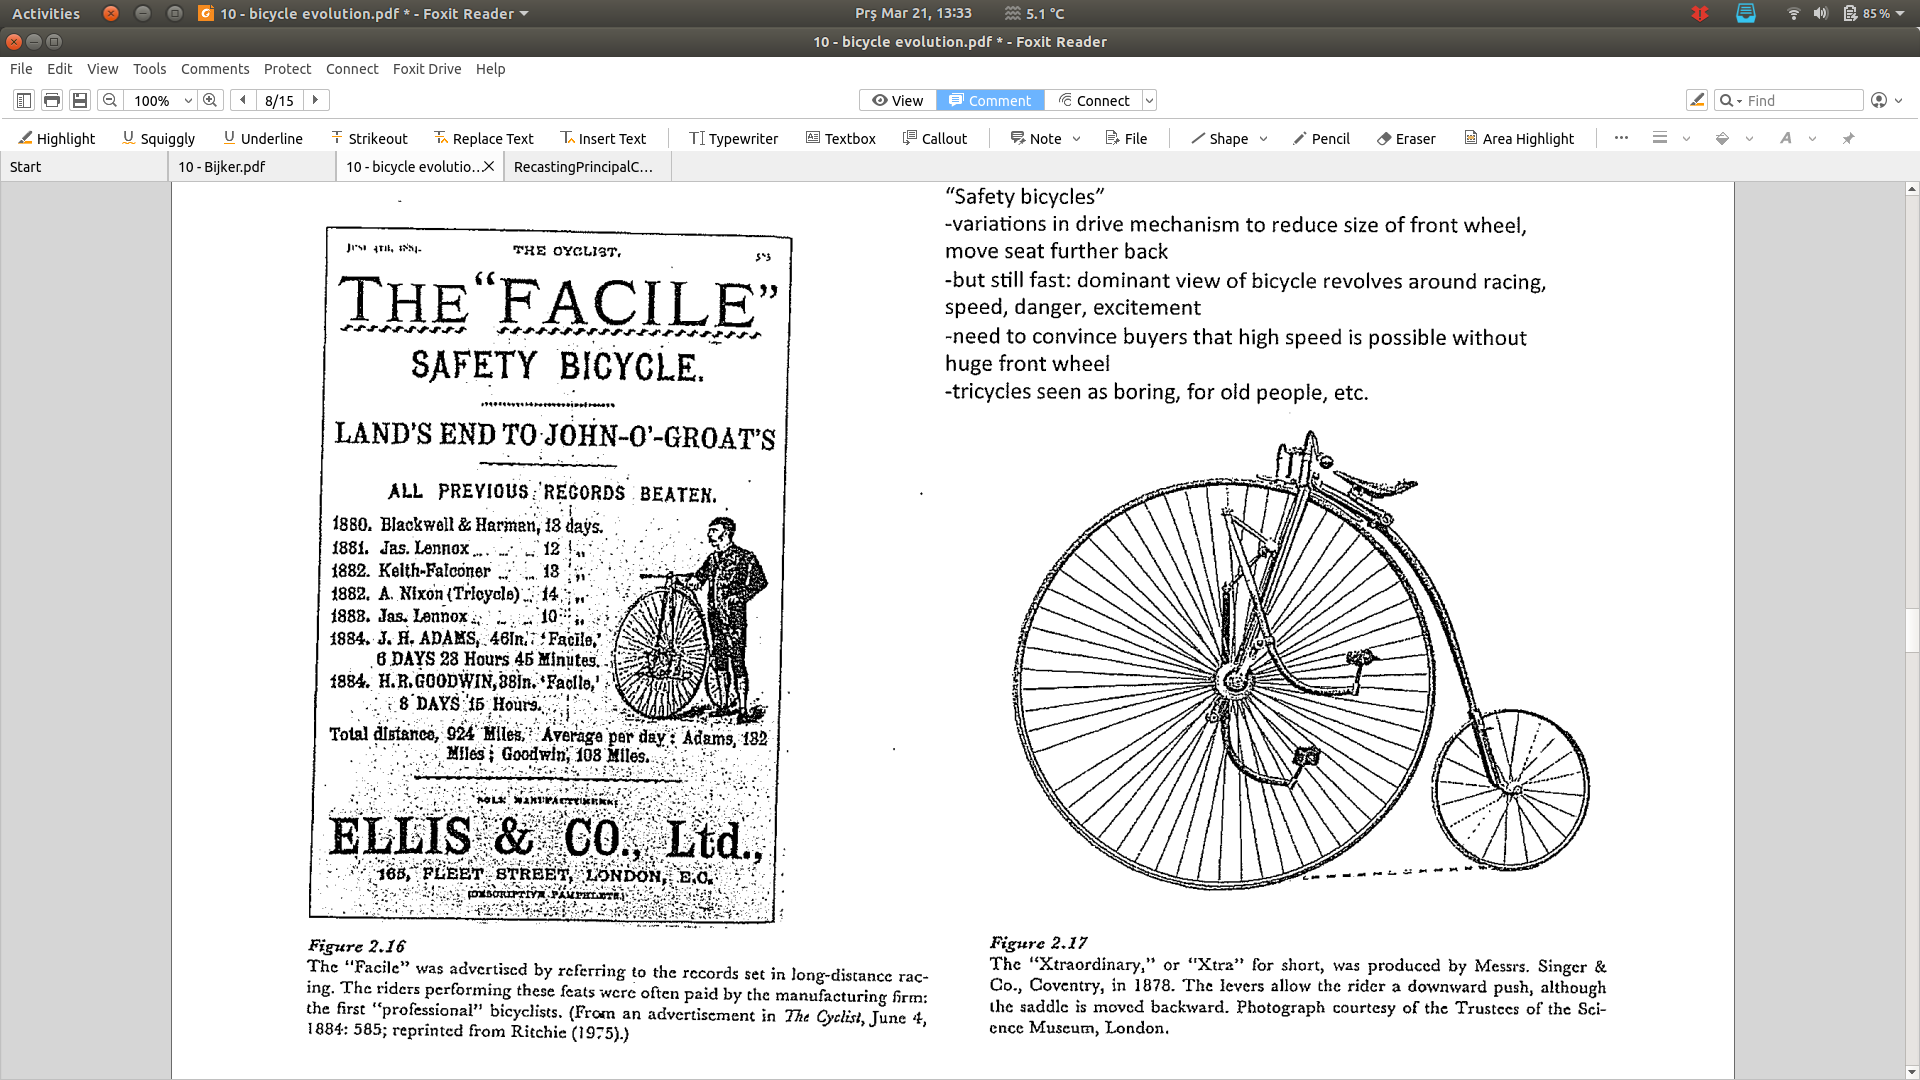 Activities
10 - bicycle evolution.pdf * - Foxit Reader
Prş Mar 21, 13:33
5.1 °C
85 %
10 - bicycle evolution.pdf * - Foxit Reader
File Edit View Tools Comments Protect Connect Foxit Drive Help
100%
8/15
View
Comment
Connect
Find
Highlight Squiggly Underline Strikeout Replace Text Insert Text Typewriter Textbox Callout Note File Shape Pencil Eraser Area Highlight
Start
10 - Bijker.pdf
10 - bicycle evolutio...
RecastingPrincipalC...
THE CYCLIST.
THE "FACILE"
SAFETY BICYCLE.
LAND'S END TO JOHN-O'-GROAT'S
ALL PREVIOUS RECORDS BEATEN.
1880. Blackwell & Harman, 13 days.
1881. Jas. Lennox .. .. .. 12 ,,
1882. Keith-Falconer .. .. 13 ,,
1882. A. Nixon (Tricycle) .. 14 ,,
1883. Jas. Lennox .. .. .. 10 ,,
1884. J. H. ADAMS, 46in. 'Facile,'
6 DAYS 23 Hours 45 Minutes.
1884. H.R. GOODWIN, 38in. 'Facile,'
8 DAYS 15 Hours.
Total distance, 924 Miles. Average per day: Adams, 132
Miles; Goodwin, 108 Miles.
SOLE MANUFACTURERS:
ELLIS & CO., Ltd.,
165, FLEET STREET, LONDON, E.C.
(DESCRIPTIVE PAMPHLETS.)
Figure 2.16
The "Facile" was advertised by referring to the records set in long-distance rac-
ing. The riders performing these feats were often paid by the manufacturing firm:
the first "professional" bicyclists. (From an advertisement in The Cyclist, June 4,
1884: 585; reprinted from Ritchie (1975).)
“Safety bicycles”
-variations in drive mechanism to reduce size of front wheel,
move seat further back
-but still fast: dominant view of bicycle revolves around racing,
speed, danger, excitement
-need to convince buyers that high speed is possible without
huge front wheel
-tricycles seen as boring, for old people, etc.
Figure 2.17
The "Xtraordinary," or "Xtra" for short, was produced by Messrs. Singer &
Co., Coventry, in 1878. The levers allow the rider a downward push, although
the saddle is moved backward. Photograph courtesy of the Trustees of the Sci-
ence Museum, London.